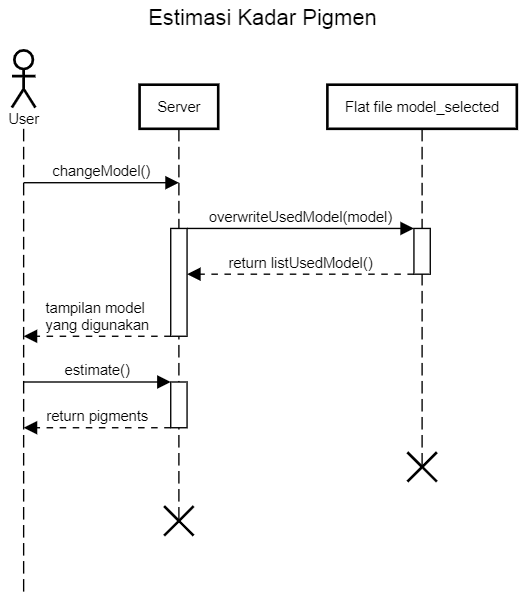 Estimasi Kadar Pigmen
User
Server
Flat file model_selected
changeModel()
overwriteUsedModel(model)
return listUsedModel()
tampilan model
yang digunakan
estimate()
return pigments